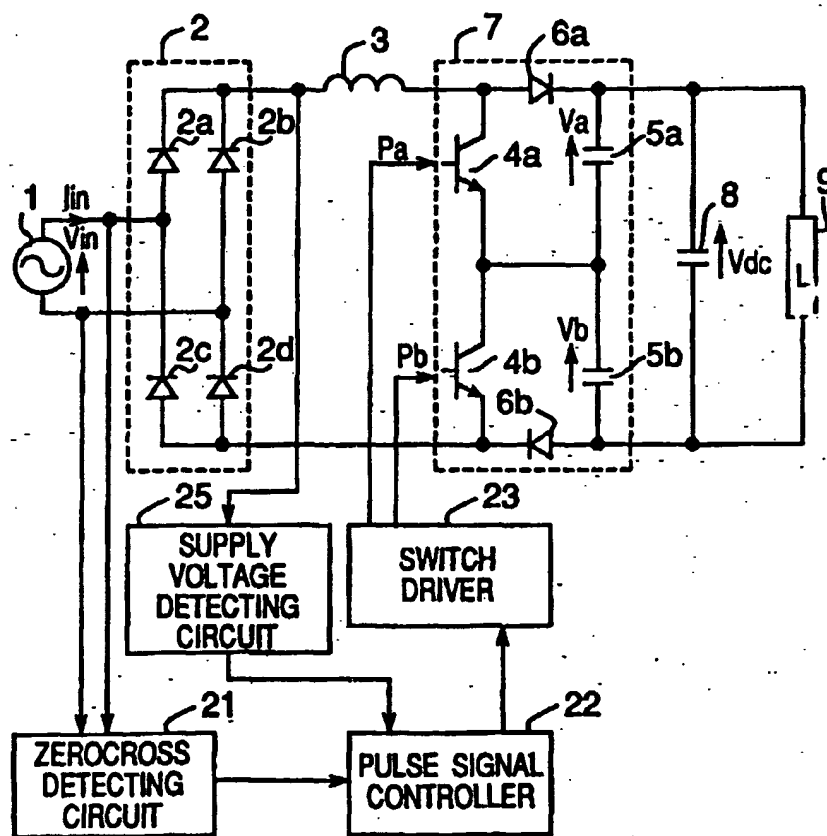 2
3
7
6a
2a
2b
Va
Pa
4a
5a
1
Jin
Vin
8
9
Vdc
L
2c
2d
Pb
4b
Vb
5b
6b
25
23
SUPPLY
VOLTAGE
DETECTING
CIRCUIT
SWITCH
DRIVER
21
22
ZEROCROSS
DETECTING
CIRCUIT
PULSE SIGNAL
CONTROLLER